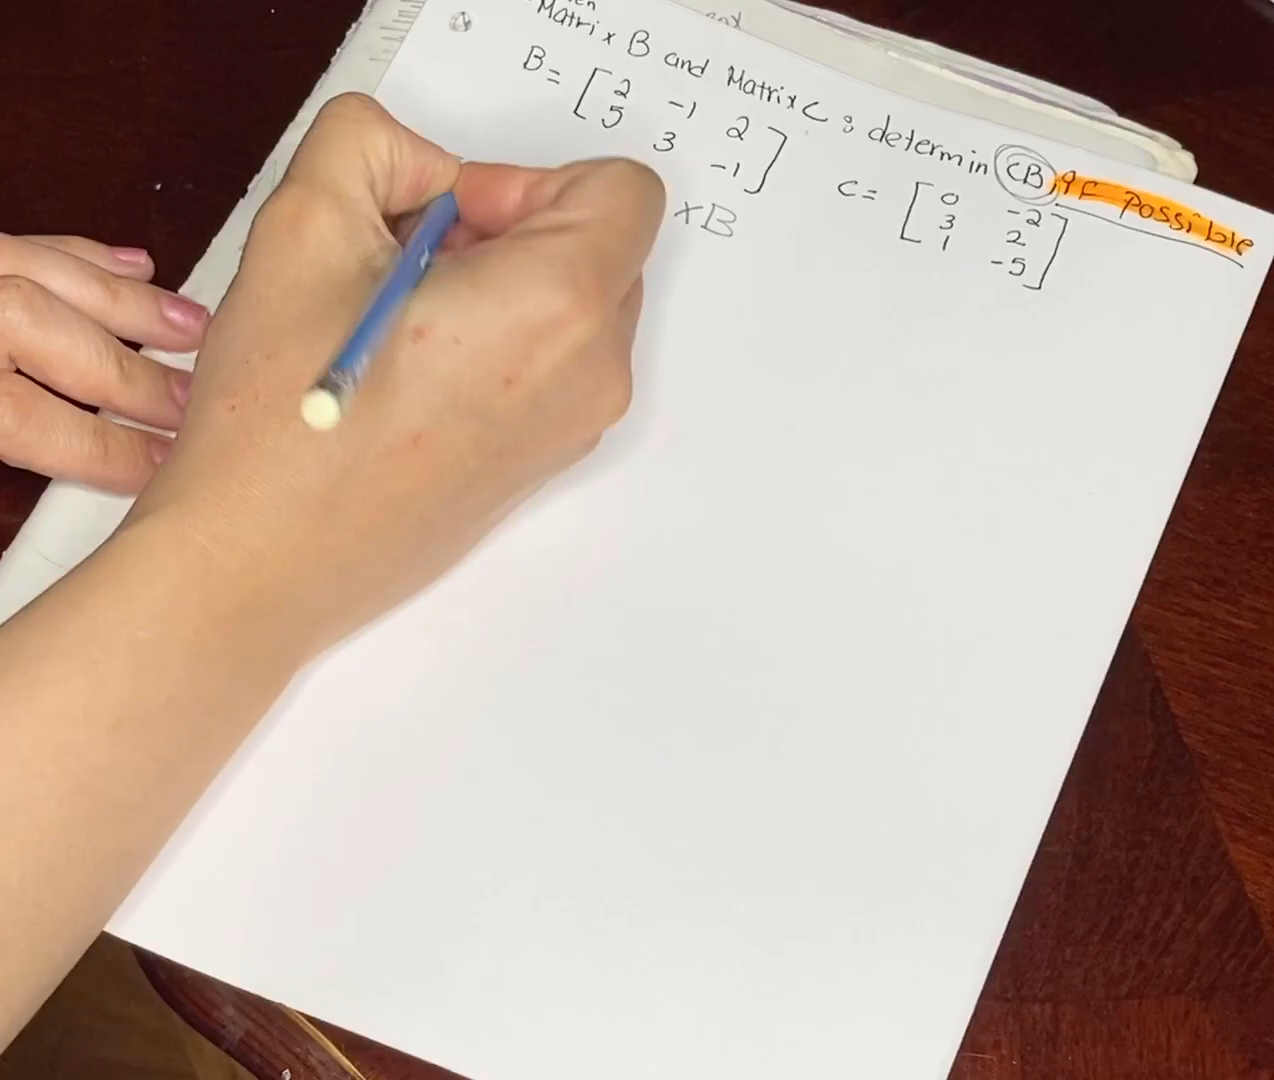 Matrix B and Matrix C; determin CB, if possible
B = [ 2 -1 2
5 3 -1 ]
C = [ 0 -2
3 2
1 -5 ]
×B